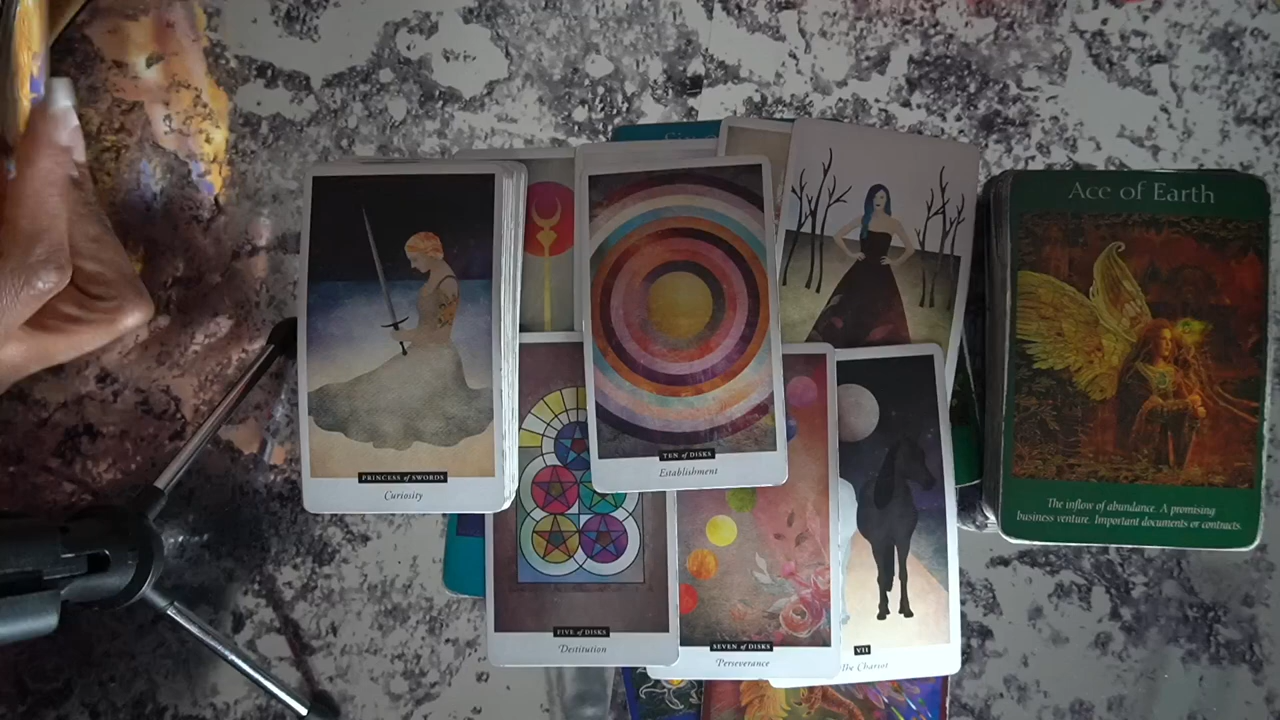 Ace of Earth
TEN of DISKS
Establishment
PRINCESS of SWORDS
Curiosity
The inflow of abundance. A promising
business venture. Important documents or contracts.
FIVE of DISKS
Destitution
SEVEN of DISKS
Perseverance
VII
The Chariot